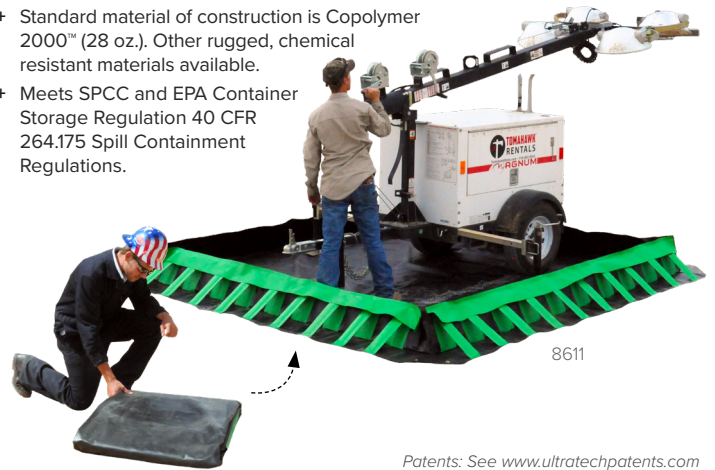 + Standard material of construction is Copolymer
2000™ (28 oz.). Other rugged, chemical
resistant materials available.
+ Meets SPCC and EPA Container
Storage Regulation 40 CFR
264.175 Spill Containment
Regulations.
TOMAHAWK
RENTALS
MAGNUM
8611
Patents: See www.ultratechpatents.com